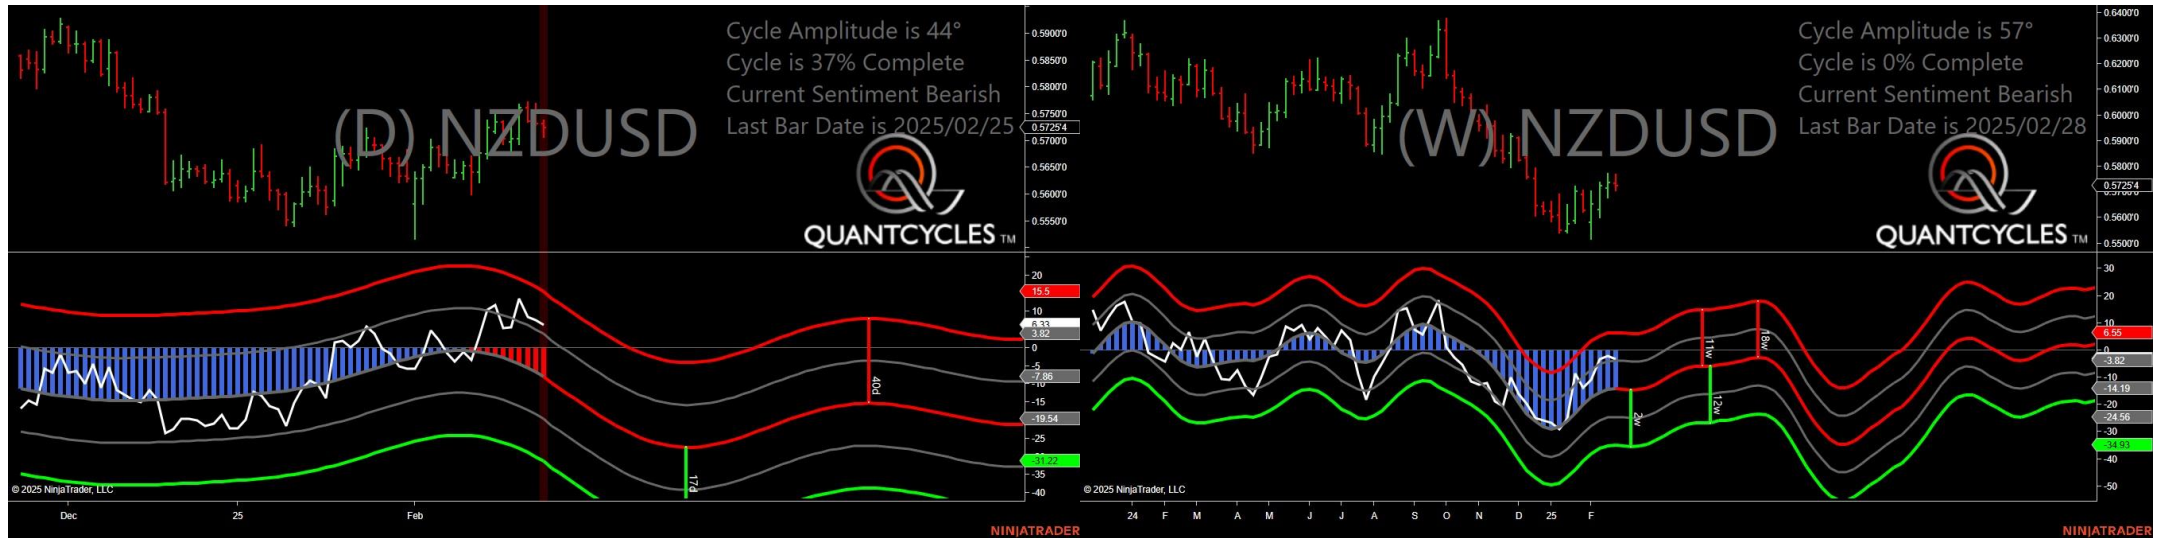 Cycle Amplitude is 44°
Cycle is 37% Complete
Current Sentiment Bearish
Last Bar Date is 2025/02/25
(D) NZDUSD
QUANTCYCLES TM
0.5900'0
0.5850'0
0.5800'0
0.5750'0
0.5725'4
0.5700'0
0.5650'0
0.5600'0
0.5550'0
20
15.5
10
6.33
3.82
0
-5
-7.86
-15
-19.54
-25
-31.22
-35
-40
40d
17d
© 2025 NinjaTrader, LLC
Dec
25
Feb
NINJATRADER
Cycle Amplitude is 57°
Cycle is 0% Complete
Current Sentiment Bearish
Last Bar Date is 2025/02/28
(W) NZDUSD
QUANTCYCLES TM
0.6400'0
0.6300'0
0.6200'0
0.6100'0
0.6000'0
0.5900'0
0.5800'0
0.5725'4
0.5600'0
0.5500'0
30
20
10
6.55
0
-3.82
-10
-14.19
-20
-24.56
-30
-34.93
-40
-50
11w
18w
2w
12w
© 2025 NinjaTrader, LLC
24 F M A M J J A S O N D 25 F
NINJATRADER